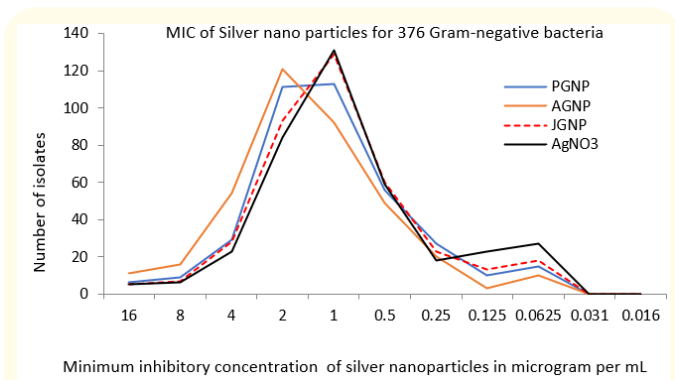 MIC of Silver nano particles for 376 Gram-negative bacteria
140
120
100
80
60
40
20
0
Number of isolates
PGNP
AGNP
JGNP
AgNO3
16 8 4 2 1 0.5 0.25 0.125 0.0625 0.031 0.016
Minimum inhibitory concentration of silver nanoparticles in microgram per mL